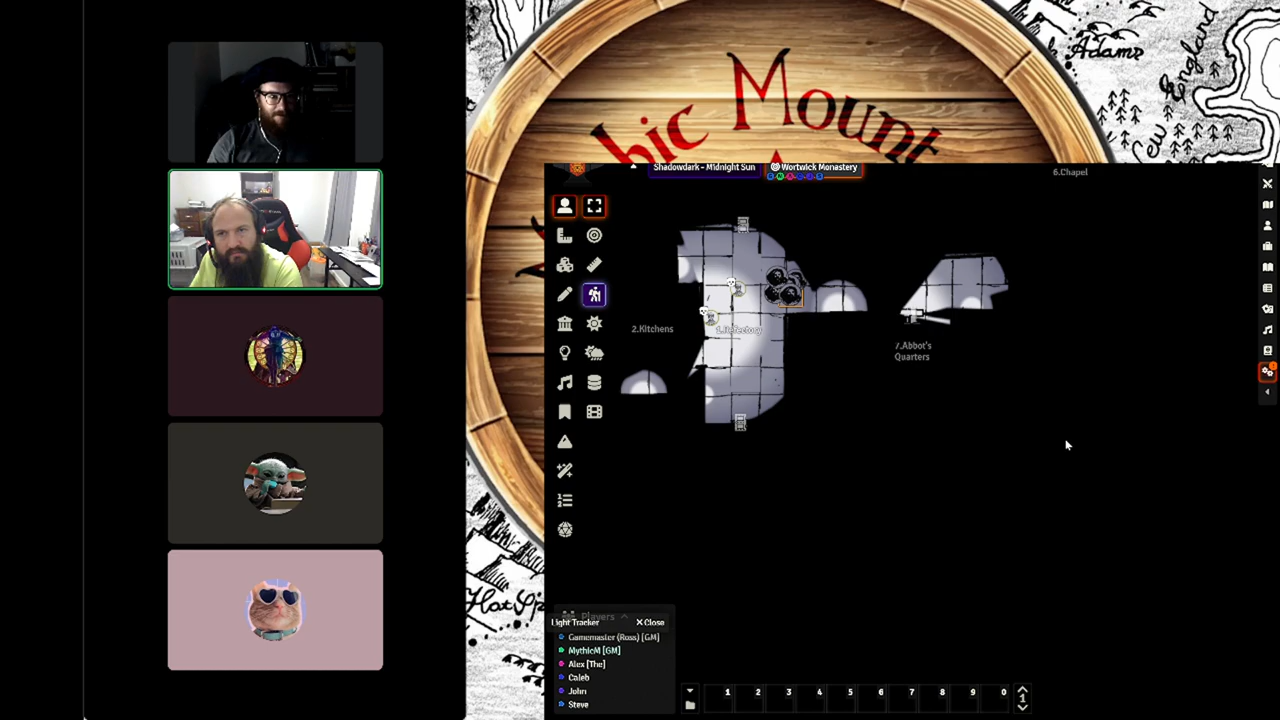 hic Mount
Adams
New England
Shadowdark - Midnight Sun
Wortwick Monastery
6.Chapel
2.Kitchens
1.Refectory
7.Abbot's
Quarters
Players
Light Tracker
Close
Gamemaster (Ross) [GM]
MythicM [GM]
Alex [The]
Caleb
John
Steve
1 2 3 4 5 6 7 8 9 0
1